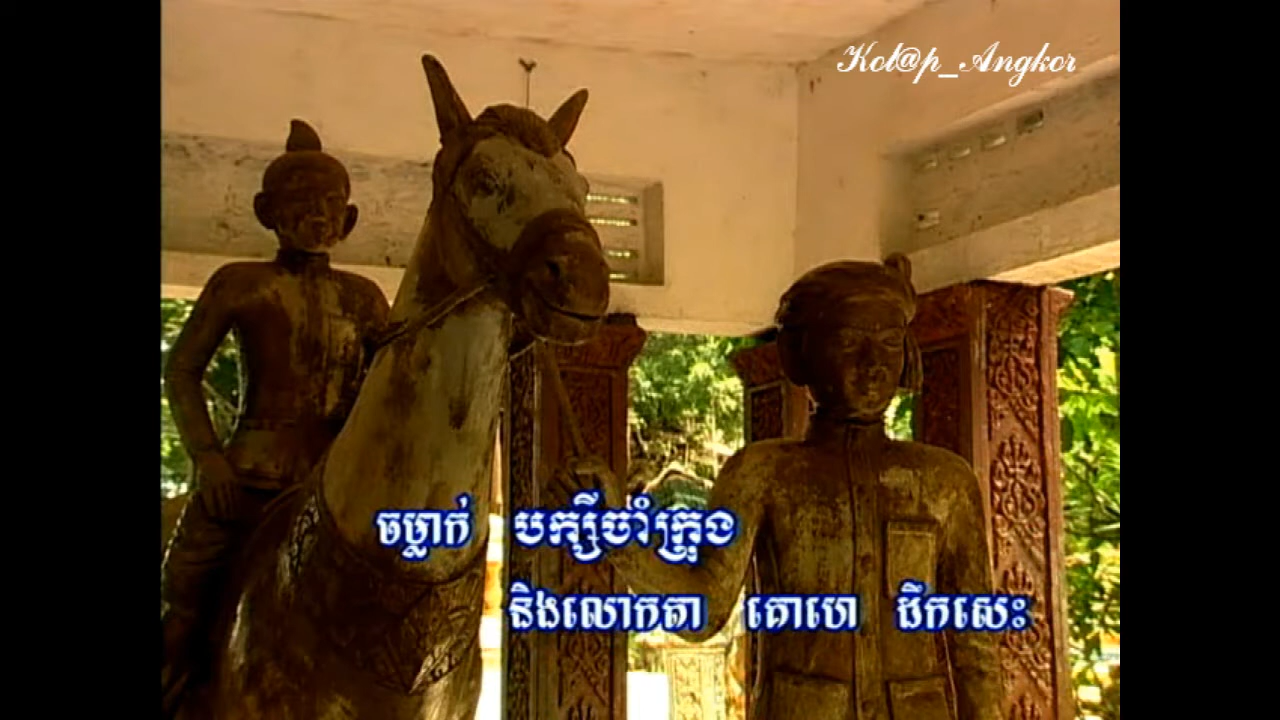 Kol@p_Angkor
ចម្លាក់ បក្សីចាំក្រុង
និងលោកតា គោហេ ដឹកសេះ